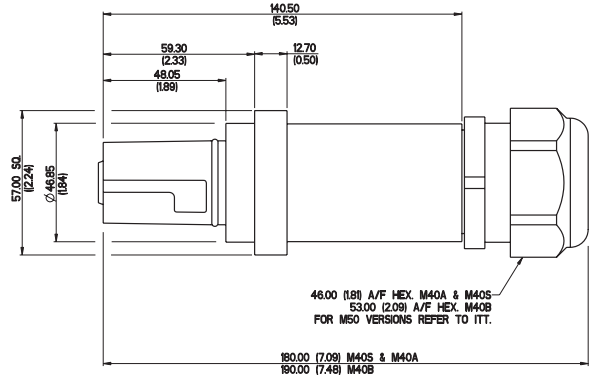 140.50
(5.53)
59.30
(2.33)
12.70
(0.50)
48.05
(1.89)
57.00 SQ.
((2.24)
Ø46.85
(1.84)
46.00 (1.81) A/F HEX. M40A & M40S
53.00 (2.09) A/F HEX. M40B
FOR M50 VERSIONS REFER TO ITT.
180.00 (7.09) M40S & M40A
190.00 (7.48) M40B